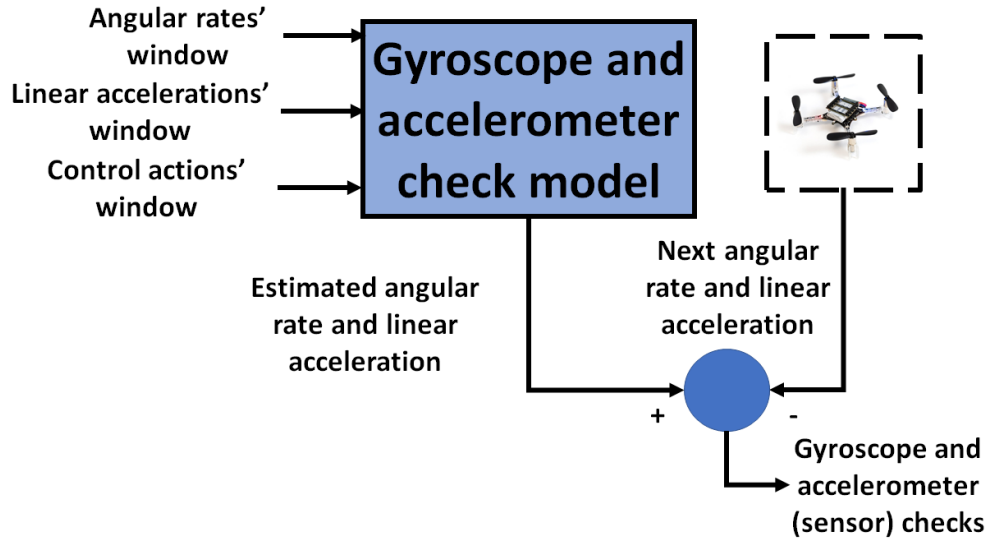 Angular rates’
window
Linear accelerations’
window
Control actions’
window
Gyroscope and
accelerometer
check model
Estimated angular
rate and linear
acceleration
Next angular
rate and linear
acceleration
+
-
Gyroscope and
accelerometer
(sensor) checks